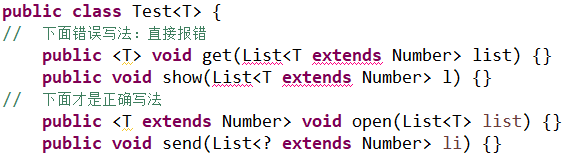 public class Test<T> {
//  下面错误写法：直接报错
    public <T> void get(List<T extends Number> list) {}
    public void show(List<T extends Number> l) {}
//  下面才是正确写法
    public <T extends Number> void open(List<T> list) {}
    public void send(List<? extends Number> li) {}